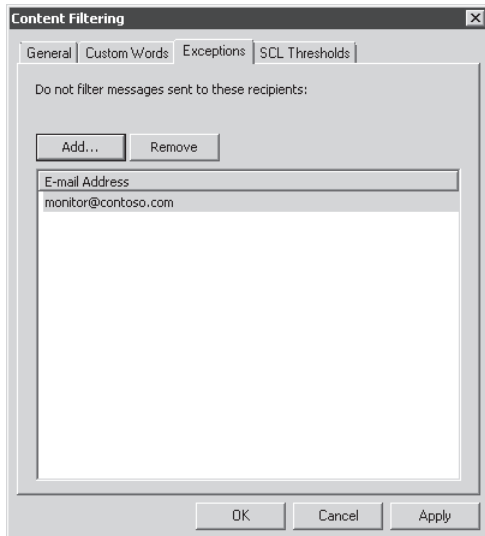 Content Filtering
General
Custom Words
Exceptions
SCL Thresholds
Do not filter messages sent to these recipients:
Add...
Remove
E-mail Address
monitor@contoso.com
OK
Cancel
Apply